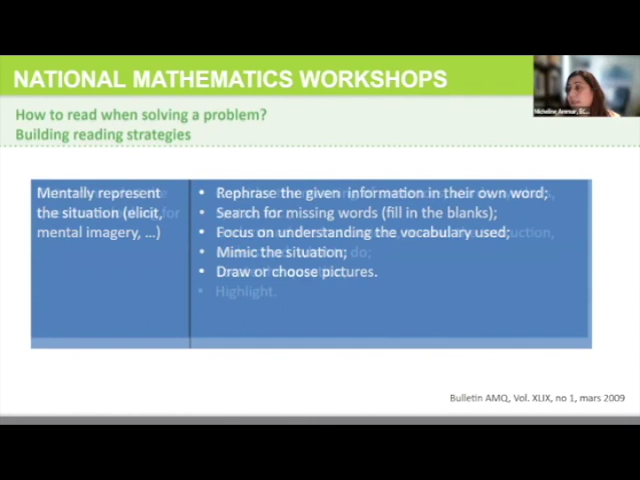 NATIONAL MATHEMATICS WORKSHOPS
How to read when solving a problem?
Building reading strategies
Mentally represent
the situation (elicit,
mental imagery, ...)
• Rephrase the given information in their own word;
• Search for missing words (fill in the blanks);
• Focus on understanding the vocabulary used;
• Mimic the situation;
• Draw or choose pictures.
• Highlight.
Bulletin AMQ, Vol. XLIX, no 1, mars 2009